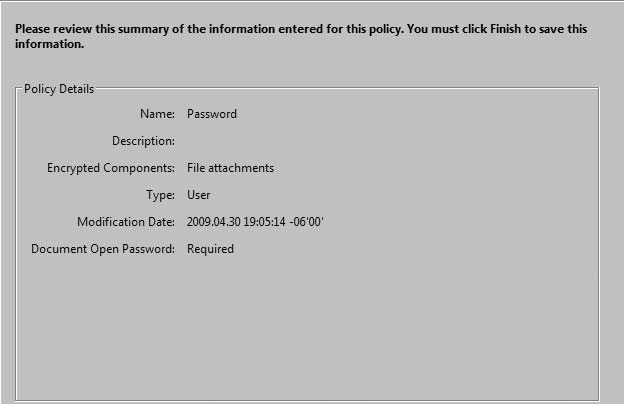 Please review this summary of the information entered for this policy. You must click Finish to save this
information.
Policy Details
Name: Password
Description:
Encrypted Components: File attachments
Type: User
Modification Date: 2009.04.30 19:05:14 -06'00'
Document Open Password: Required